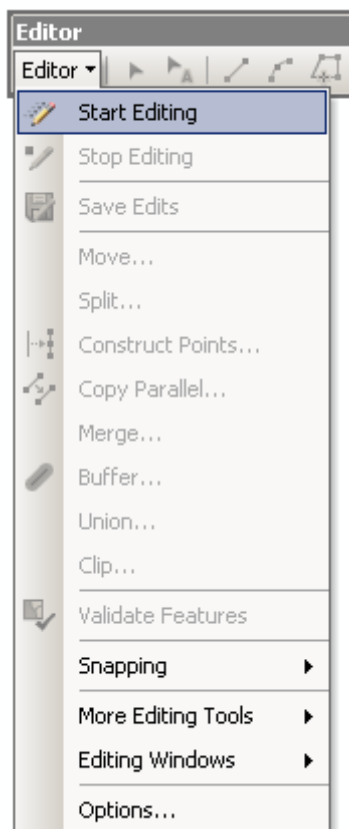 Editor
Editor
Start Editing
Stop Editing
Save Edits
Move...
Split...
Construct Points...
Copy Parallel...
Merge...
Buffer...
Union...
Clip...
Validate Features
Snapping
More Editing Tools
Editing Windows
Options...